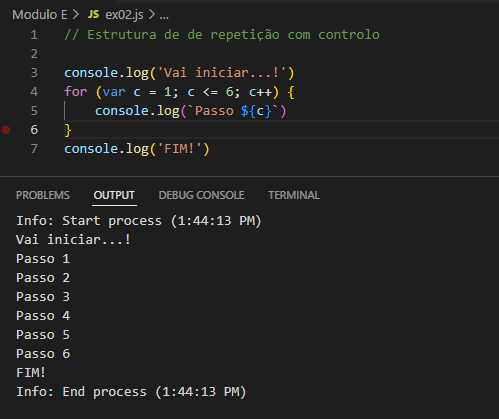 Modulo E > JS ex02.js > ...
1 // Estrutura de de repetição com controlo
2
3 console.log('Vai iniciar...!')
4 for (var c = 1; c <= 6; c++) {
5     console.log(`Passo ${c}`)
6 }
7 console.log('FIM!')
PROBLEMS OUTPUT DEBUG CONSOLE TERMINAL
Info: Start process (1:44:13 PM)
Vai iniciar...!
Passo 1
Passo 2
Passo 3
Passo 4
Passo 5
Passo 6
FIM!
Info: End process (1:44:13 PM)